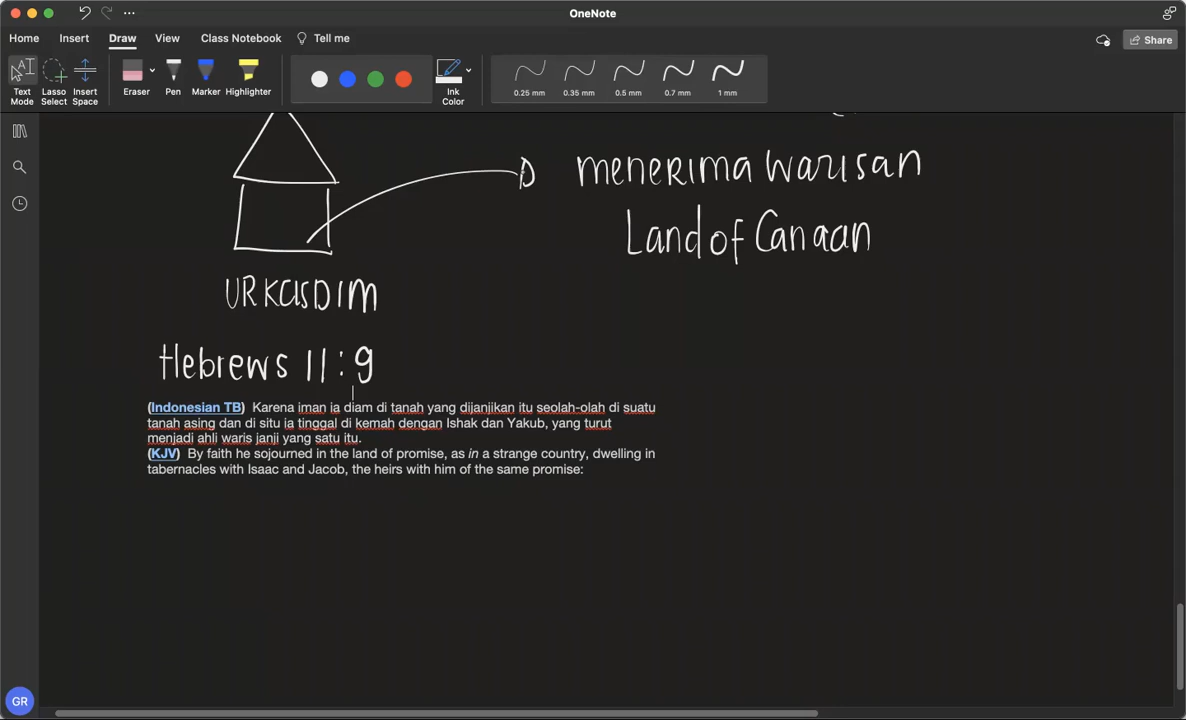 OneNote
Home Insert Draw View Class Notebook Tell me
Share
Text Mode
Lasso Select
Insert Space
Eraser
Pen
Marker
Highlighter
Ink Color
0.25 mm 0.35 mm 0.5 mm 0.7 mm 1 mm
menerima warisan
Land of Canaan
URKASDIM
Hebrews 11:9
(Indonesian TB) Karena iman ia diam di tanah yang dijanjikan itu seolah-olah di suatu
tanah asing dan di situ ia tinggal di kemah dengan Ishak dan Yakub, yang turut
menjadi ahli waris janji yang satu itu.
(KJV) By faith he sojourned in the land of promise, as in a strange country, dwelling in
tabernacles with Isaac and Jacob, the heirs with him of the same promise:
GR